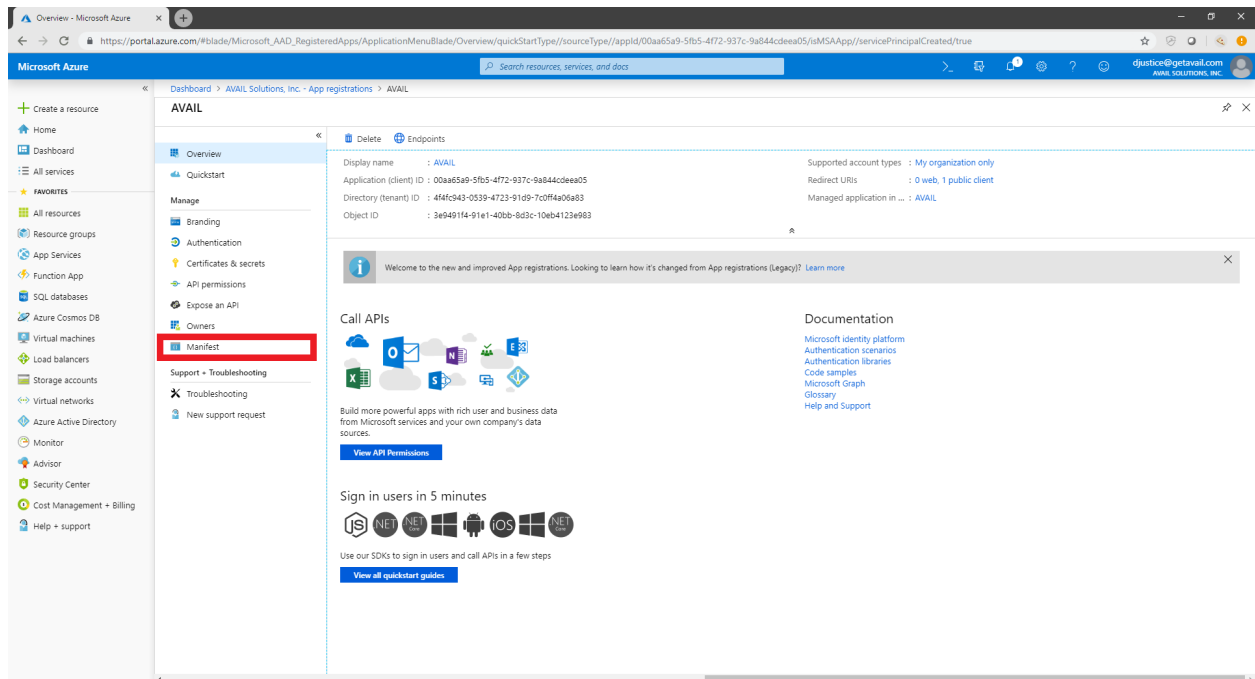 Overview - Microsoft Azure
https://portal.azure.com/#blade/Microsoft_AAD_RegisteredApps/ApplicationMenuBlade/Overview/quickStartType//sourceType//appId/00aa65a9-5fb5-4f72-937c-9a844cdeea05/isMSAApp//servicePrincipalCreated/true
Microsoft Azure
Search resources, services, and docs
1
djustice@getavail.com
AVAIL SOLUTIONS, INC.
Create a resource
Home
Dashboard
All services
FAVORITES
All resources
Resource groups
App Services
Function App
SQL databases
Azure Cosmos DB
Virtual machines
Load balancers
Storage accounts
Virtual networks
Azure Active Directory
Monitor
Advisor
Security Center
Cost Management + Billing
Help + support
Dashboard > AVAIL Solutions, Inc. - App registrations > AVAIL
AVAIL
Overview
Quickstart
Manage
Branding
Authentication
Certificates & secrets
API permissions
Expose an API
Owners
Manifest
Support + Troubleshooting
Troubleshooting
New support request
Delete Endpoints
Display name : AVAIL
Application (client) ID : 00aa65a9-5fb5-4f72-937c-9a844cdeea05
Directory (tenant) ID : 4f4fc943-0539-4723-91d9-7c0ff4a06a83
Object ID : 3e9491f4-91e1-40bb-8d3c-10eb4123e983
Supported account types : My organization only
Redirect URIs : 0 web, 1 public client
Managed application in ... : AVAIL
Welcome to the new and improved App registrations. Looking to learn how it's changed from App registrations (Legacy)? Learn more
Call APIs
Build more powerful apps with rich user and business data
from Microsoft services and your own company's data
sources.
View API Permissions
Sign in users in 5 minutes
JS NET NET Core iOS NET Core
Use our SDKs to sign in users and call APIs in a few steps
View all quickstart guides
Documentation
Microsoft identity platform
Authentication scenarios
Authentication libraries
Code samples
Microsoft Graph
Glossary
Help and Support